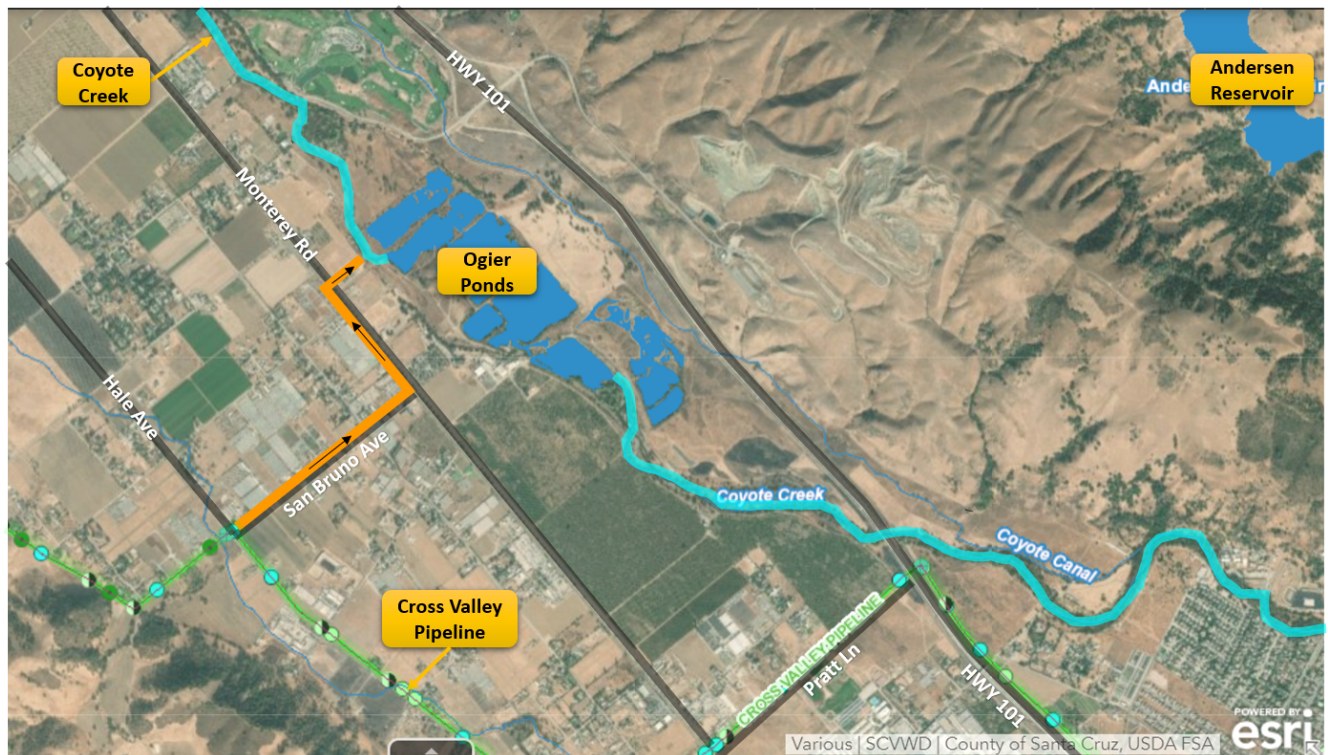 Coyote
Creek
HWY 101
Andersen
Reservoir
Ande
Monterey Rd
Ogier
Ponds
Hale Ave
San Bruno Ave
Coyote Creek
Coyote Canal
Cross Valley
Pipeline
CROSS VALLEY PIPELINE
Pratt Ln
HWY 101
POWERED BY
esri
Various | SCVWD | County of Santa Cruz, USDA FSA